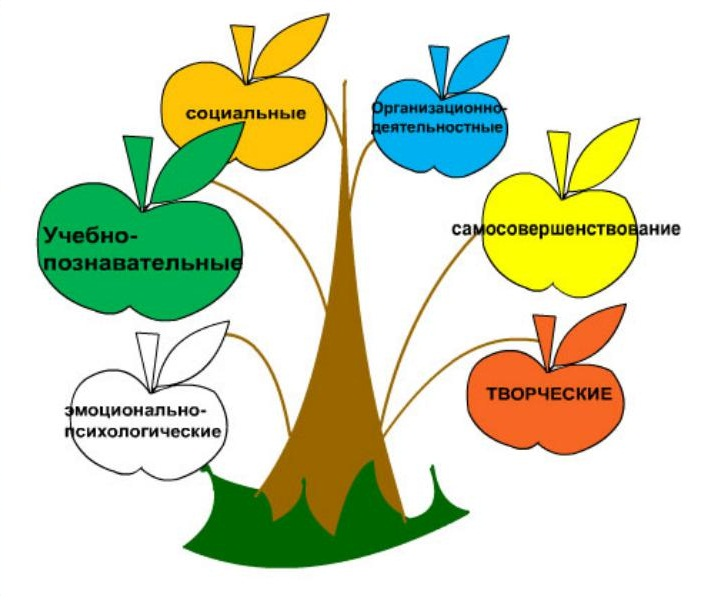 социальные
Организационно-
деятельностные
Учебно-
познавательные
самосовершенствование
эмоционально-
психологические
ТВОРЧЕСКИЕ